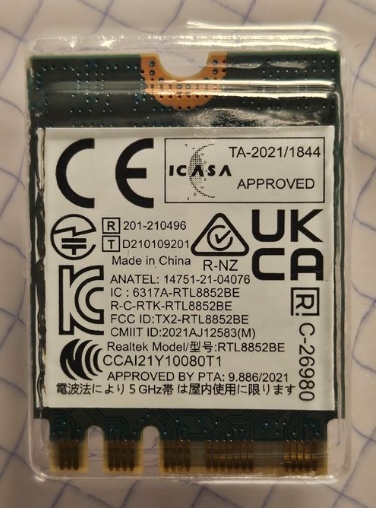 CE
ICASA
TA-2021/1844
APPROVED
R 201-210496
T D210109201
Made in China
R-NZ
UK
CA
ANATEL: 14751-21-04076
IC : 6317A-RTL8852BE
R-C-RTK-RTL8852BE
FCC ID:TX2-RTL8852BE
CMIIT ID:2021AJ12583(M)
Realtek Model/型号:RTL8852BE
CCAI21Y10080T1
APPROVED BY PTA: 9.886/2021
電波法により5GHz帯は屋内使用に限ります
R C-26980